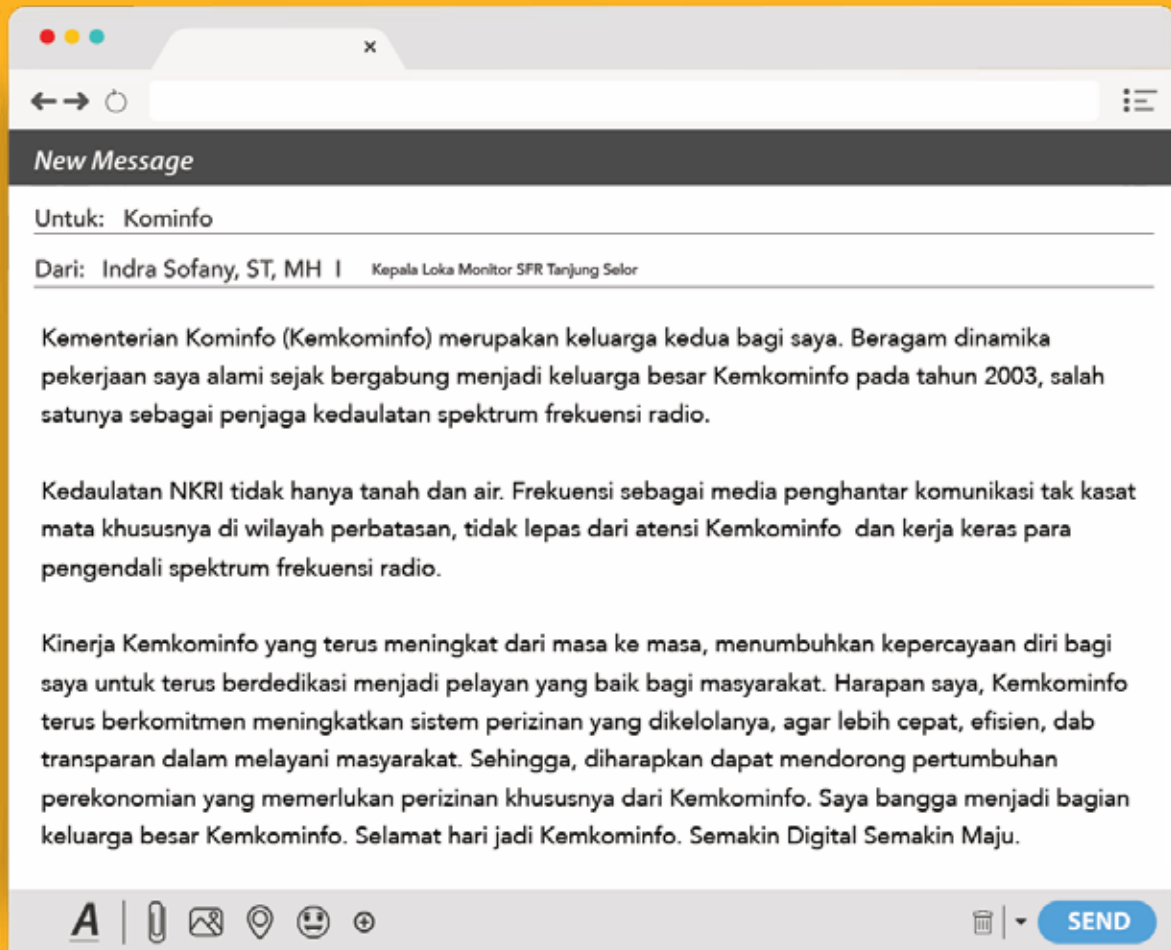 New Message
Untuk: Kominfo
Dari: Indra Sofany, ST, MH | Kepala Loka Monitor SFR Tanjung Selor
Kementerian Kominfo (Kemkominfo) merupakan keluarga kedua bagi saya. Beragam dinamika
pekerjaan saya alami sejak bergabung menjadi keluarga besar Kemkominfo pada tahun 2003, salah
satunya sebagai penjaga kedaulatan spektrum frekuensi radio.
Kedaulatan NKRI tidak hanya tanah dan air. Frekuensi sebagai media penghantar komunikasi tak kasat
mata khususnya di wilayah perbatasan, tidak lepas dari atensi Kemkominfo dan kerja keras para
pengendali spektrum frekuensi radio.
Kinerja Kemkominfo yang terus meningkat dari masa ke masa, menumbuhkan kepercayaan diri bagi
saya untuk terus berdedikasi menjadi pelayan yang baik bagi masyarakat. Harapan saya, Kemkominfo
terus berkomitmen meningkatkan sistem perizinan yang dikelolanya, agar lebih cepat, efisien, dab
transparan dalam melayani masyarakat. Sehingga, diharapkan dapat mendorong pertumbuhan
perekonomian yang memerlukan perizinan khususnya dari Kemkominfo. Saya bangga menjadi bagian
keluarga besar Kemkominfo. Selamat hari jadi Kemkominfo. Semakin Digital Semakin Maju.
A
SEND